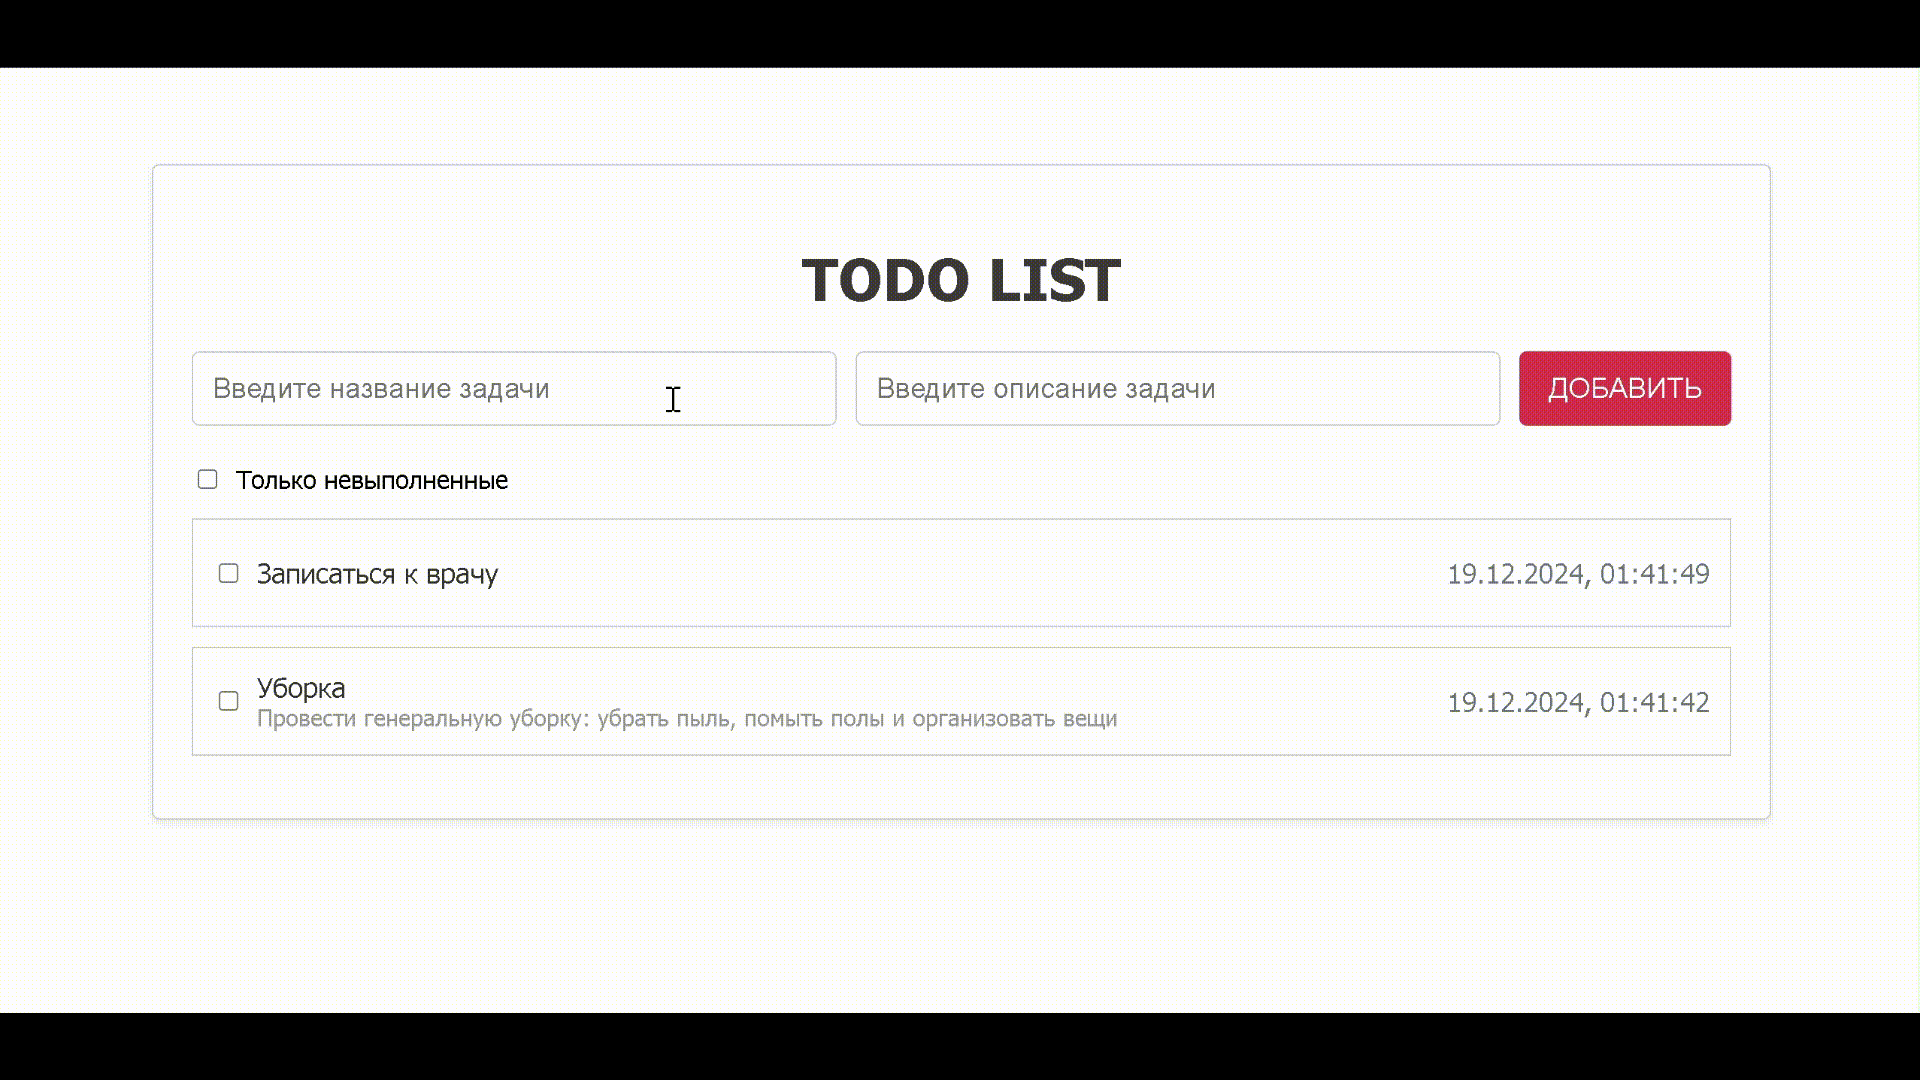 TODO LIST
Введите название задачи
Введите описание задачи
ДОБАВИТЬ
Только невыполненные
Записаться к врачу
19.12.2024, 01:41:49
Уборка
Провести генеральную уборку: убрать пыль, помыть полы и организовать вещи
19.12.2024, 01:41:42